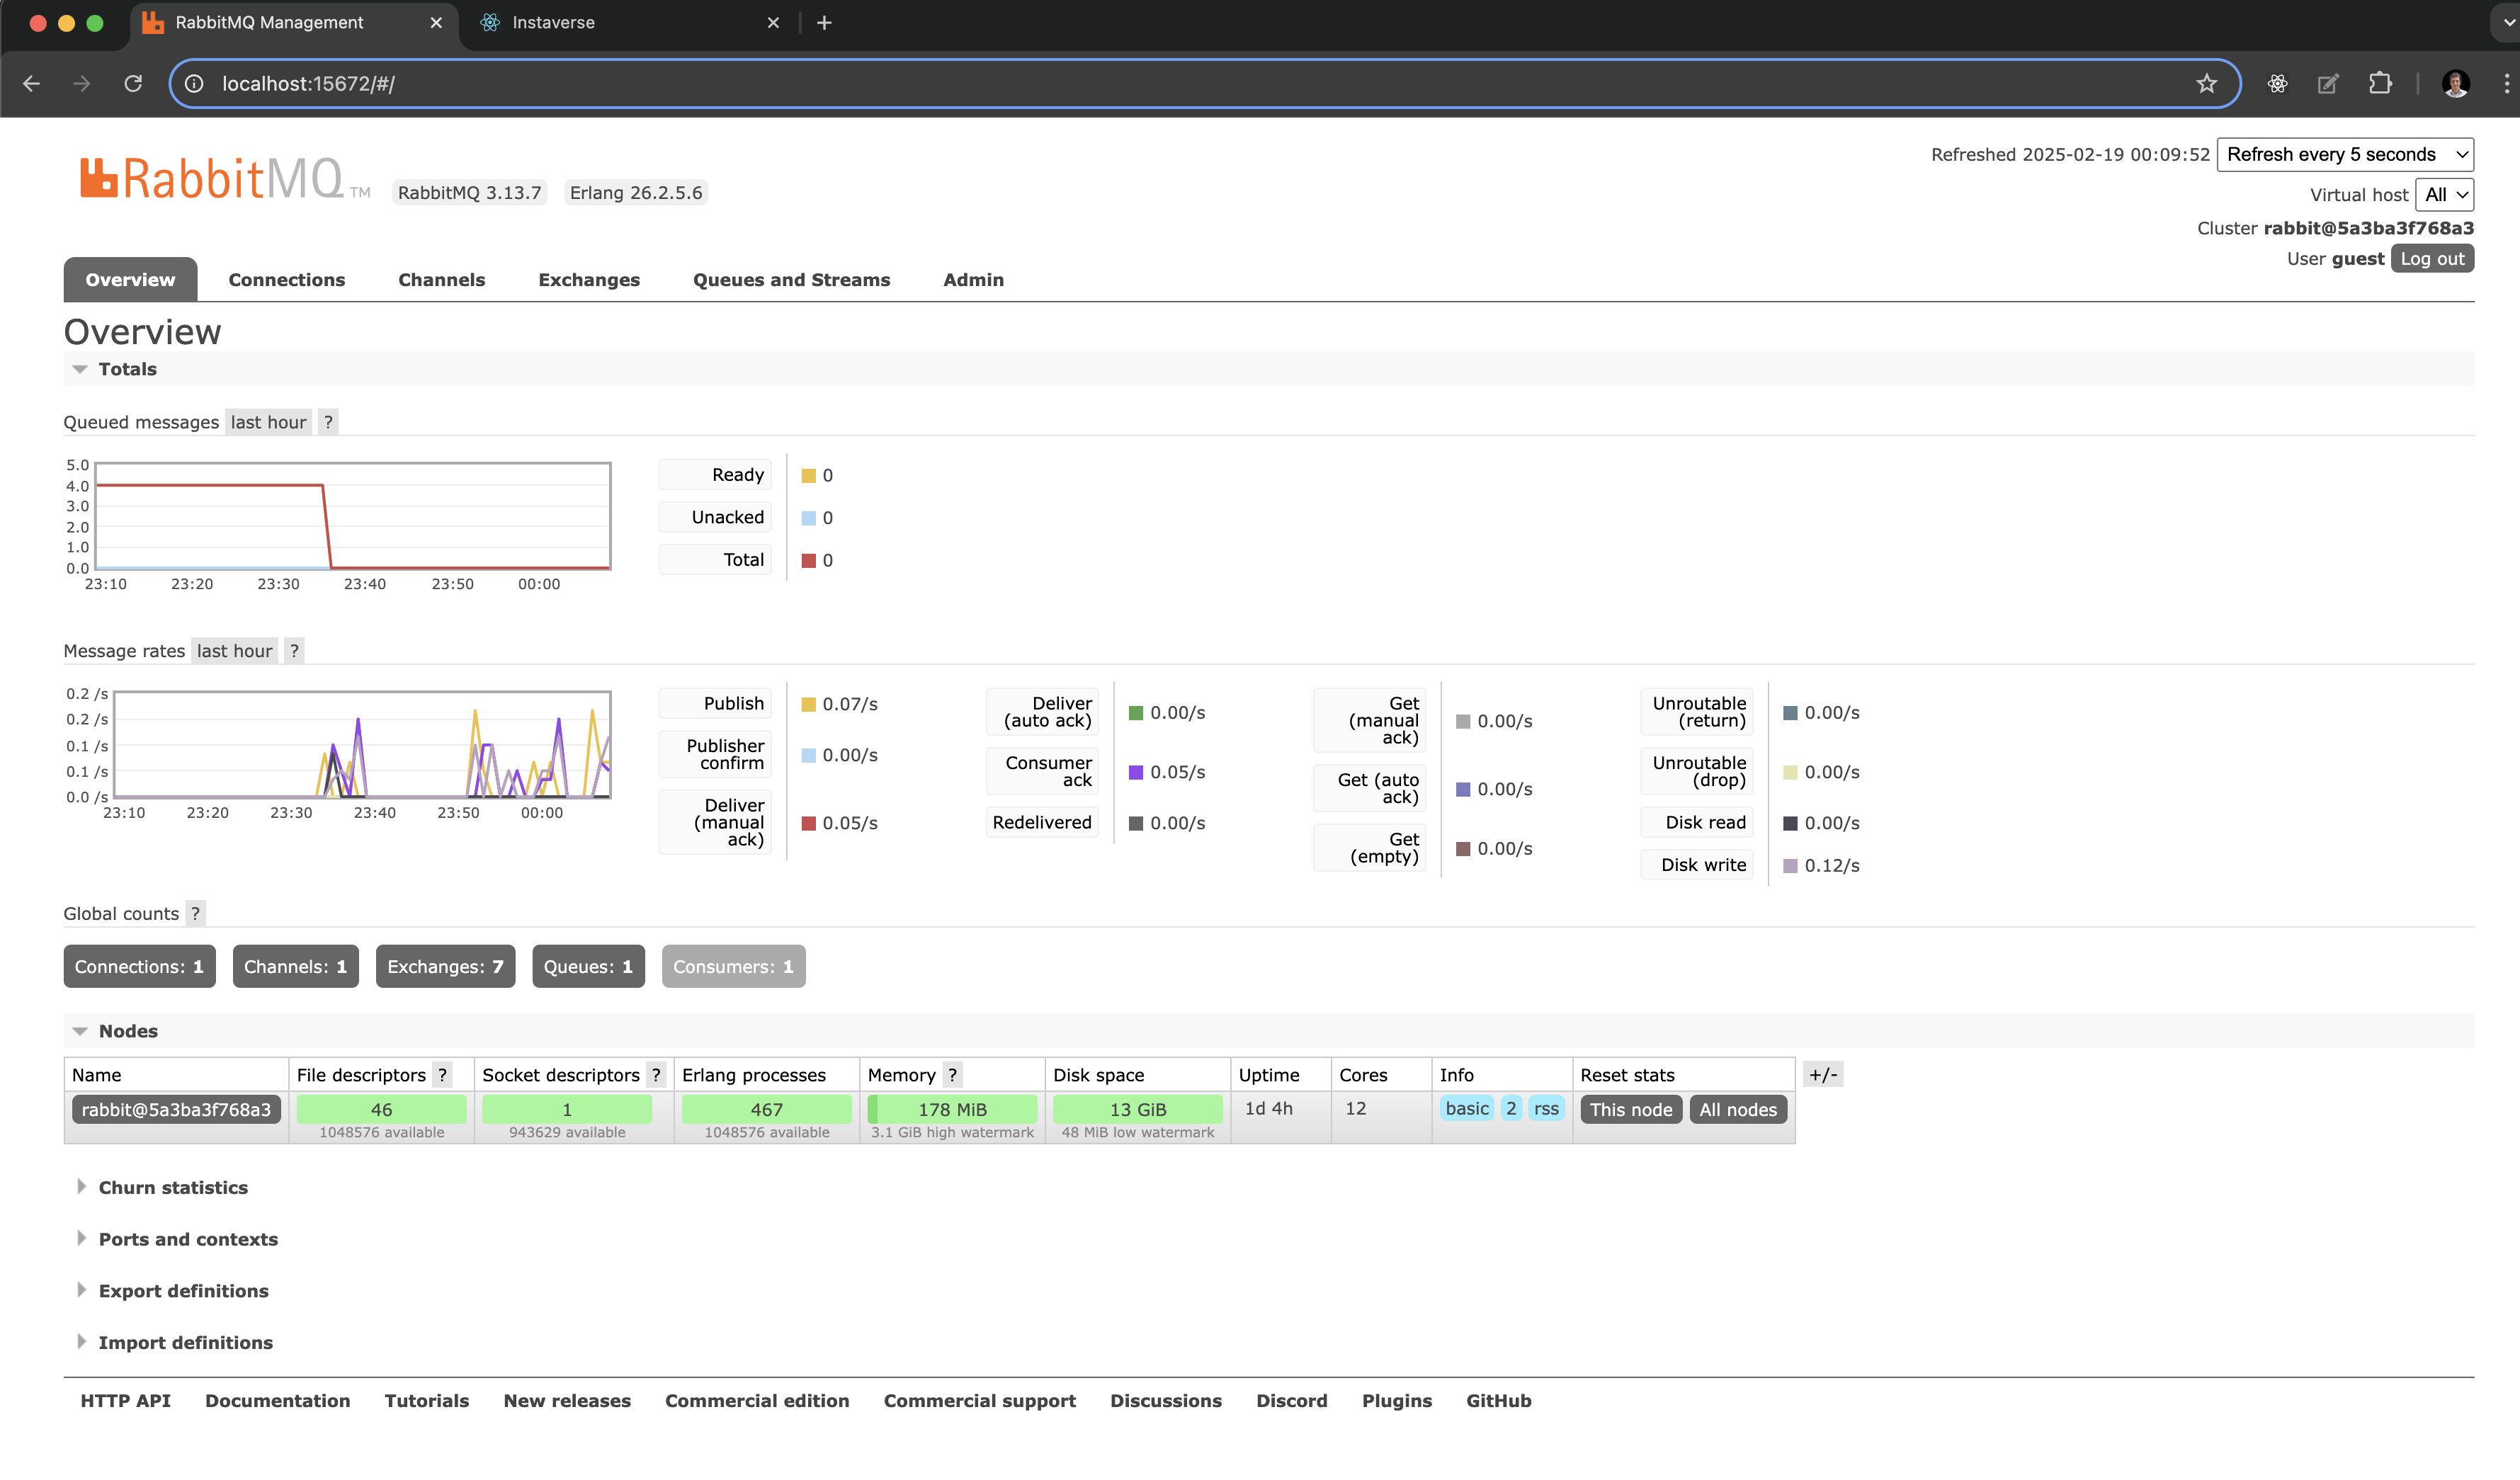 RabbitMQ Management
Instaverse
localhost:15672/#/
RabbitMQ TM
RabbitMQ 3.13.7
Erlang 26.2.5.6
Refreshed 2025-02-19 00:09:52
Refresh every 5 seconds
Virtual host
All
Cluster rabbit@5a3ba3f768a3
User guest
Log out
Overview
Connections
Channels
Exchanges
Queues and Streams
Admin
Overview
Totals
Queued messages last hour ?
5.0
4.0
3.0
2.0
1.0
0.0
23:10 23:20 23:30 23:40 23:50 00:00
Ready 0
Unacked 0
Total 0
Message rates last hour ?
0.2 /s
0.2 /s
0.1 /s
0.1 /s
0.0 /s
23:10 23:20 23:30 23:40 23:50 00:00
Publish 0.07/s
Publisher
confirm 0.00/s
Deliver
(manual
ack) 0.05/s
Deliver
(auto ack) 0.00/s
Consumer
ack 0.05/s
Redelivered 0.00/s
Get
(manual
ack) 0.00/s
Get (auto
ack) 0.00/s
Get
(empty) 0.00/s
Unroutable
(return) 0.00/s
Unroutable
(drop) 0.00/s
Disk read 0.00/s
Disk write 0.12/s
Global counts ?
Connections: 1
Channels: 1
Exchanges: 7
Queues: 1
Consumers: 1
Nodes
Name File descriptors ? Socket descriptors ? Erlang processes Memory ? Disk space Uptime Cores Info Reset stats +/-
rabbit@5a3ba3f768a3 46 1 467 178 MiB 13 GiB 1d 4h 12 basic 2 rss This node All nodes
1048576 available 943629 available 1048576 available 3.1 GiB high watermark 48 MiB low watermark
Churn statistics
Ports and contexts
Export definitions
Import definitions
HTTP API Documentation Tutorials New releases Commercial edition Commercial support Discussions Discord Plugins GitHub